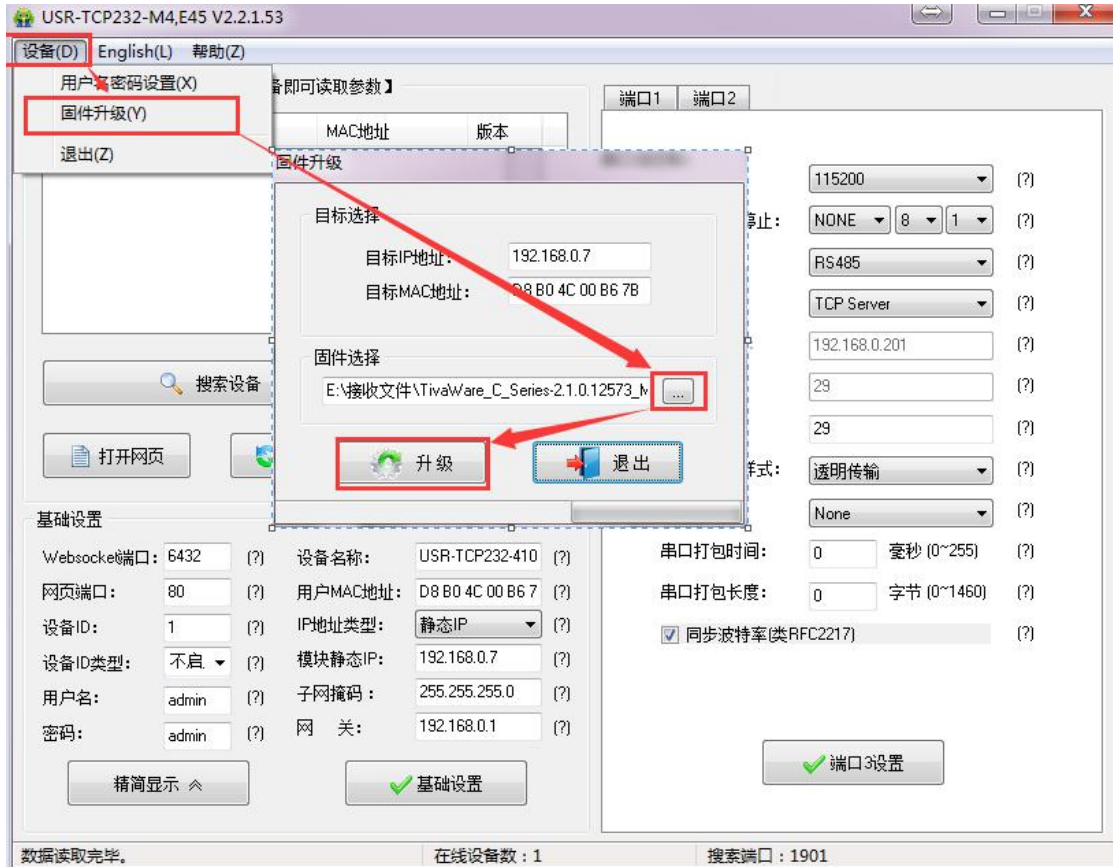 USR-TCP232-M4,E45 V2.2.1.53
设备(D) English(L) 帮助(Z)
用户名密码设置(X)
固件升级(Y)
退出(Z)
备即可读取参数】
MAC地址 版本
端口1 端口2
固件升级
目标选择
目标IP地址: 192.168.0.7
目标MAC地址: D8 B0 4C 00 B6 7B
固件选择
E:\接收文件\TivaWare_C_Series-2.1.0.12573_M ...
升级 退出
115200 (?)
停止: NONE 8 1 (?)
RS485 (?)
TCP Server (?)
192.168.0.201 (?)
29 (?)
29 (?)
样式: 透明传输 (?)
None (?)
串口打包时间: 0 毫秒 (0~255) (?)
串口打包长度: 0 字节 (0~1460) (?)
同步波特率(类RFC2217) (?)
端口3设置
搜索设备
打开网页
基础设置
Websocket端口: 6432 (?) 设备名称: USR-TCP232-410 (?)
网页端口: 80 (?) 用户MAC地址: D8 B0 4C 00 B6 7 (?)
设备ID: 1 (?) IP地址类型: 静态IP (?)
设备ID类型: 不启 (?) 模块静态IP: 192.168.0.7 (?)
用户名: admin (?) 子网掩码: 255.255.255.0 (?)
密码: admin (?) 网 关: 192.168.0.1 (?)
精简显示 基础设置
数据读取完毕。 在线设备数:1 搜索端口:1901